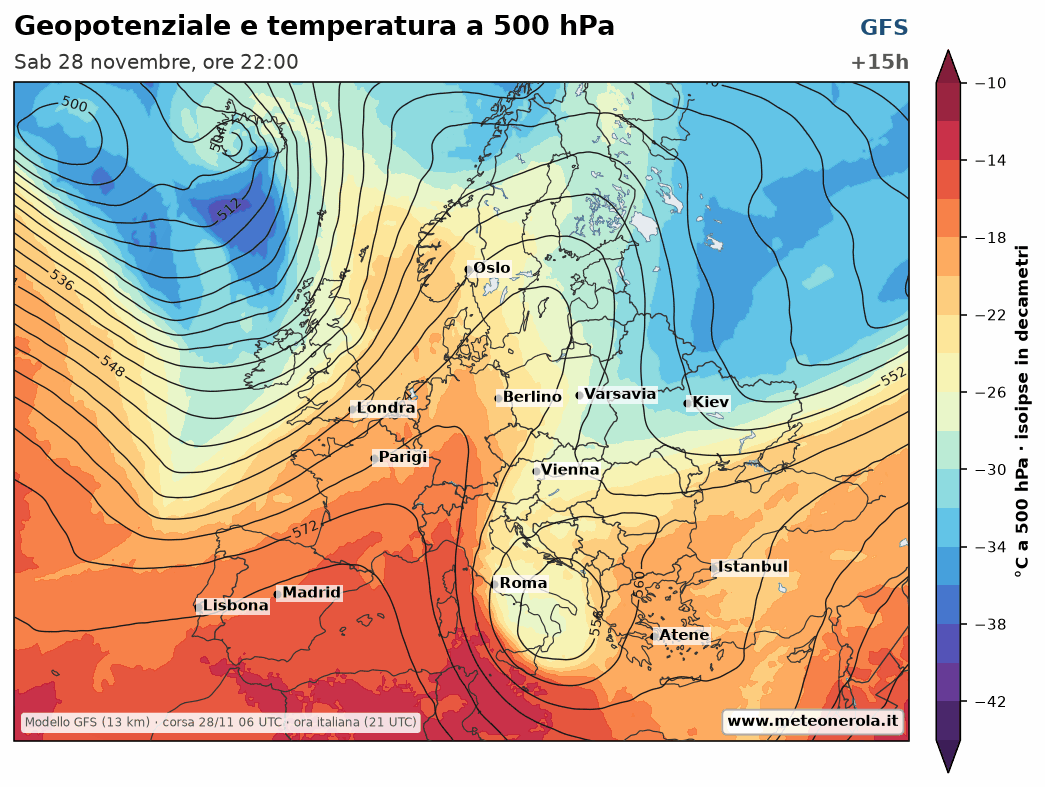 Geopotenziale e temperatura a 500 hPa
GFS
Sab 28 novembre, ore 22:00
+15h
500
504
512
536
548
552
572
560
556
Oslo
Londra
Berlino
Varsavia
Kiev
Parigi
Vienna
Roma
Istanbul
Madrid
Lisbona
Atene
−10
−14
−18
−22
−26
−30
−34
−38
−42
°C a 500 hPa · isoipse in decametri
Modello GFS (13 km) · corsa 28/11 06 UTC · ora italiana (21 UTC)
www.meteonerola.it